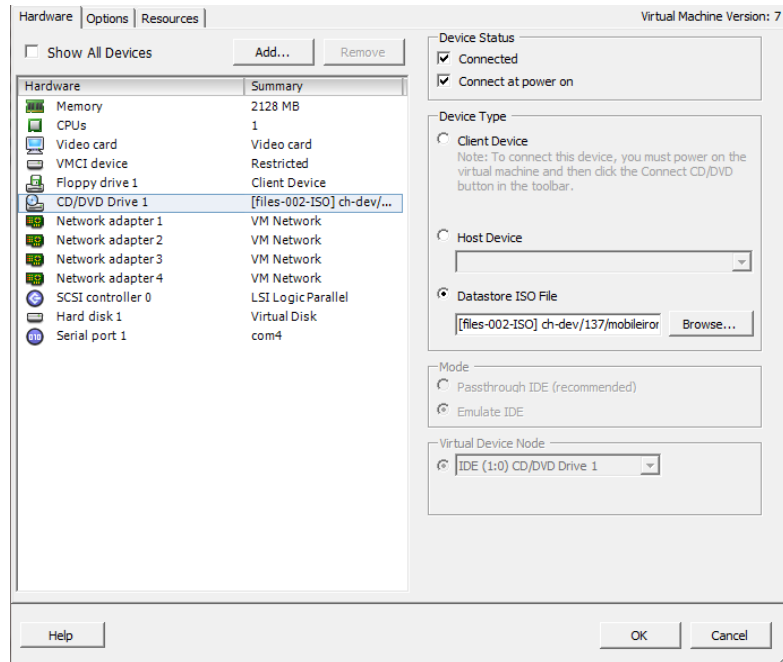 Hardware Options Resources Virtual Machine Version: 7
Show All Devices Add... Remove
Hardware Summary
Memory 2128 MB
CPUs 1
Video card Video card
VMCI device Restricted
Floppy drive 1 Client Device
CD/DVD Drive 1 [files-002-ISO] ch-dev/...
Network adapter 1 VM Network
Network adapter 2 VM Network
Network adapter 3 VM Network
Network adapter 4 VM Network
SCSI controller 0 LSI Logic Parallel
Hard disk 1 Virtual Disk
Serial port 1 com4
Device Status
Connected
Connect at power on
Device Type
Client Device
Note: To connect this device, you must power on the
virtual machine and then click the Connect CD/DVD
button in the toolbar.
Host Device
Datastore ISO File
[files-002-ISO] ch-dev/137/mobileiror Browse...
Mode
Passthrough IDE (recommended)
Emulate IDE
Virtual Device Node
IDE (1:0) CD/DVD Drive 1
Help OK Cancel